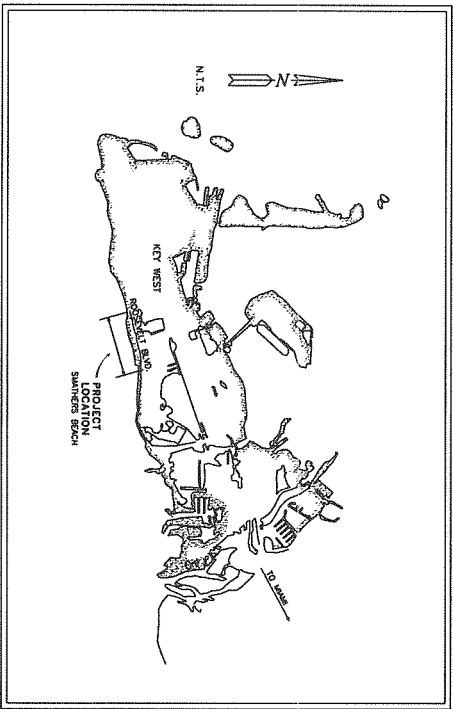 N
N.T.S.
KEY WEST
ROOSEVELT BLVD.
PROJECT
LOCATION
SMATHERS BEACH
TO MIAMI